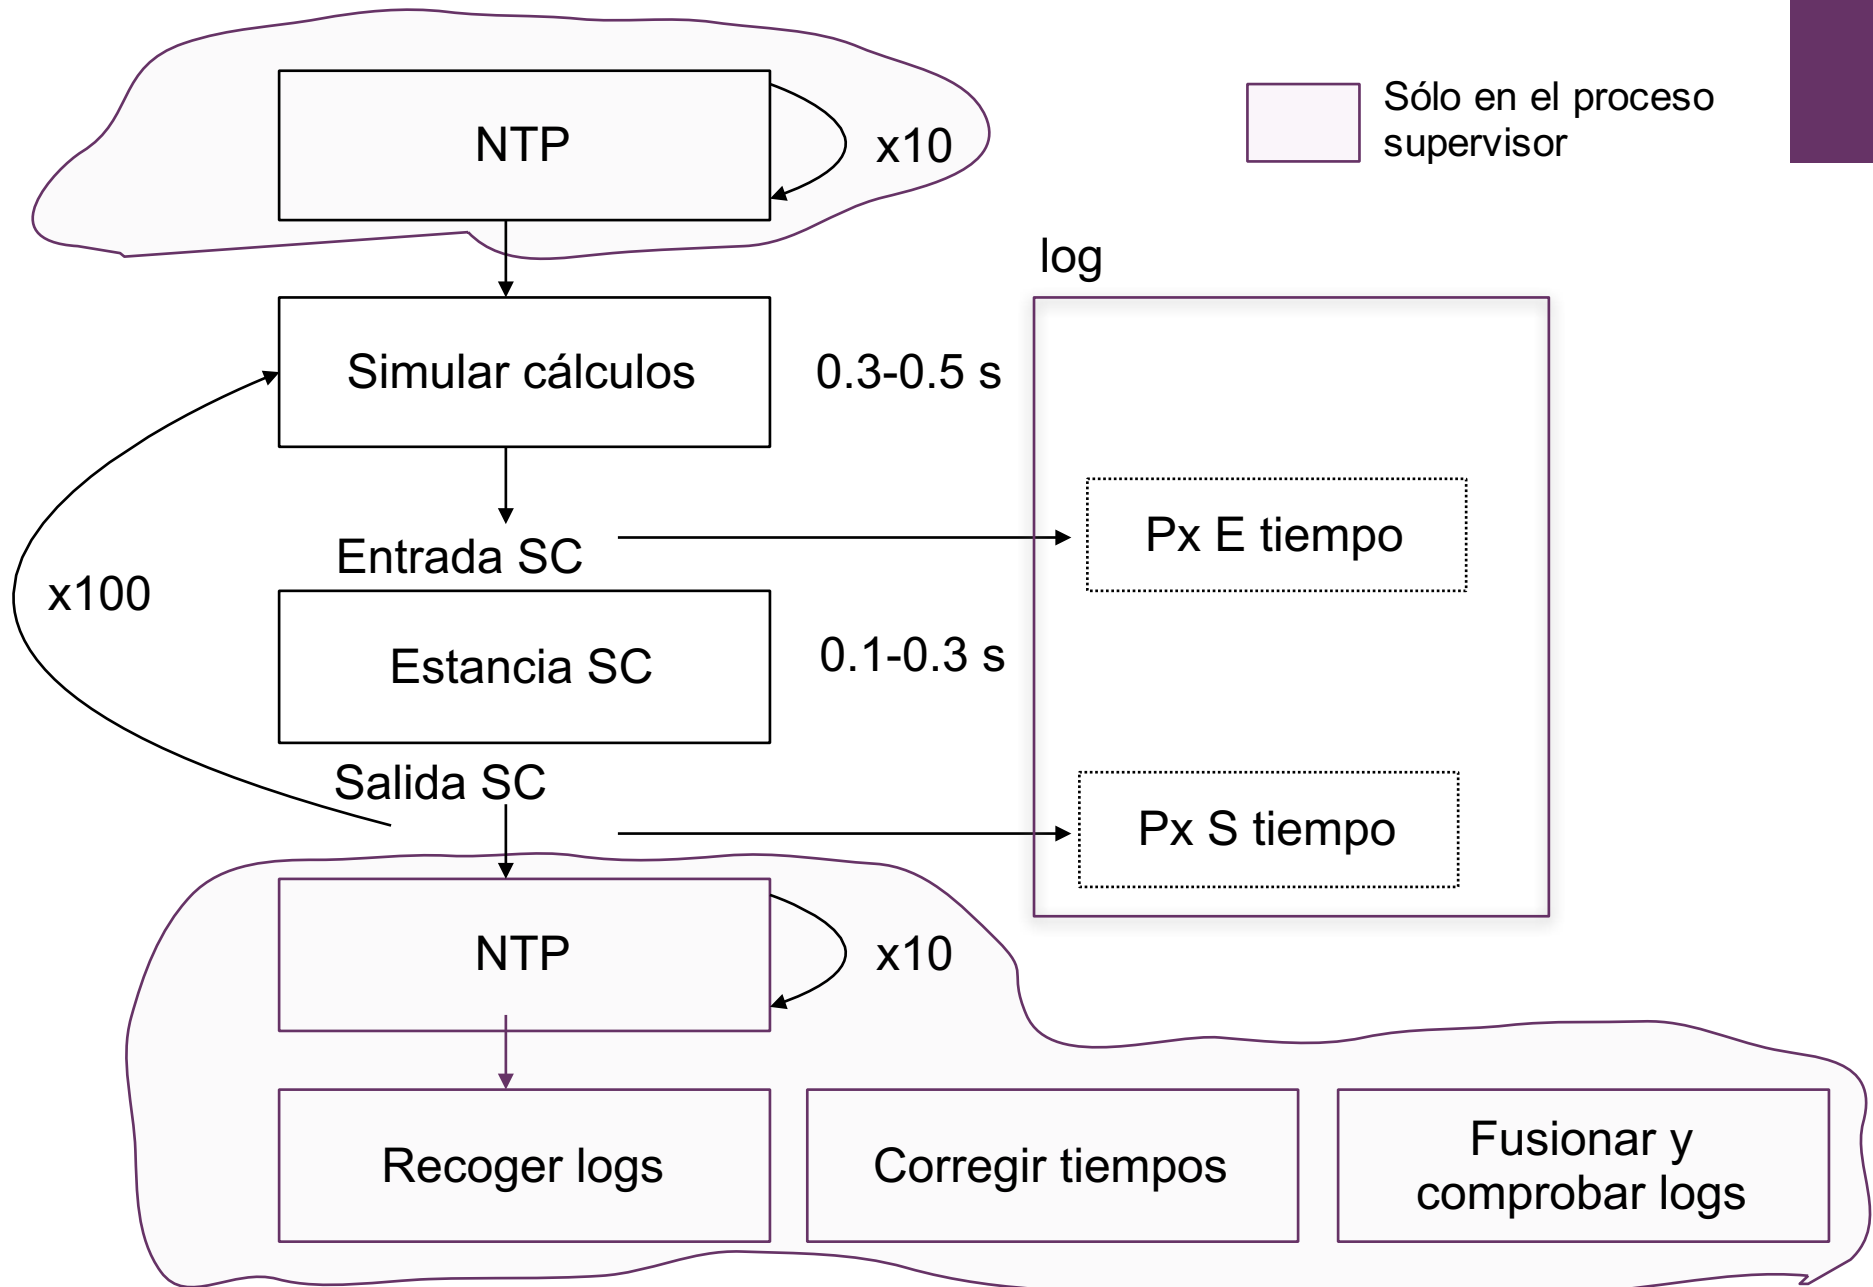 NTP
x10
Sólo en el proceso
supervisor
log
Simular cálculos
0.3-0.5 s
Entrada SC
Px E tiempo
x100
Estancia SC
0.1-0.3 s
Salida SC
Px S tiempo
NTP
x10
Recoger logs
Corregir tiempos
Fusionar y
comprobar logs